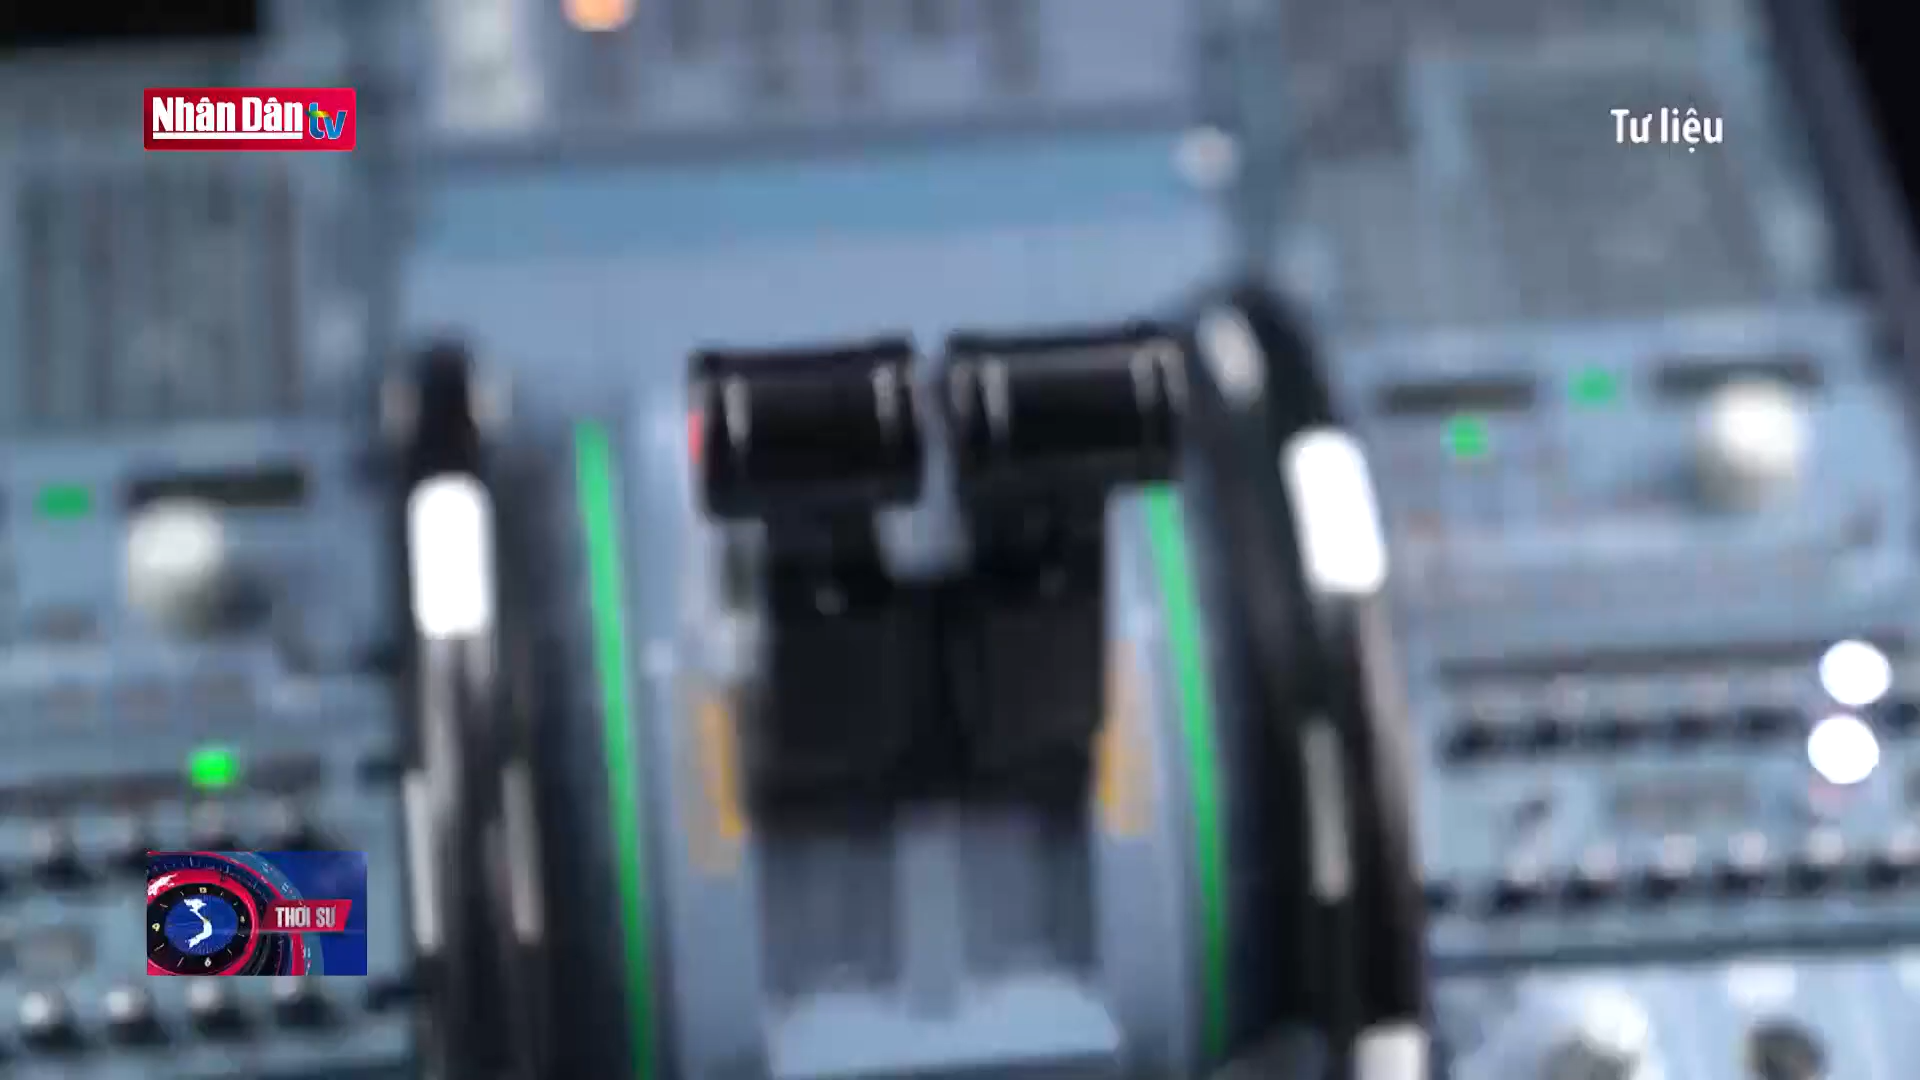 Nhân Dân tv
Tư liệu
THỜI SỰ